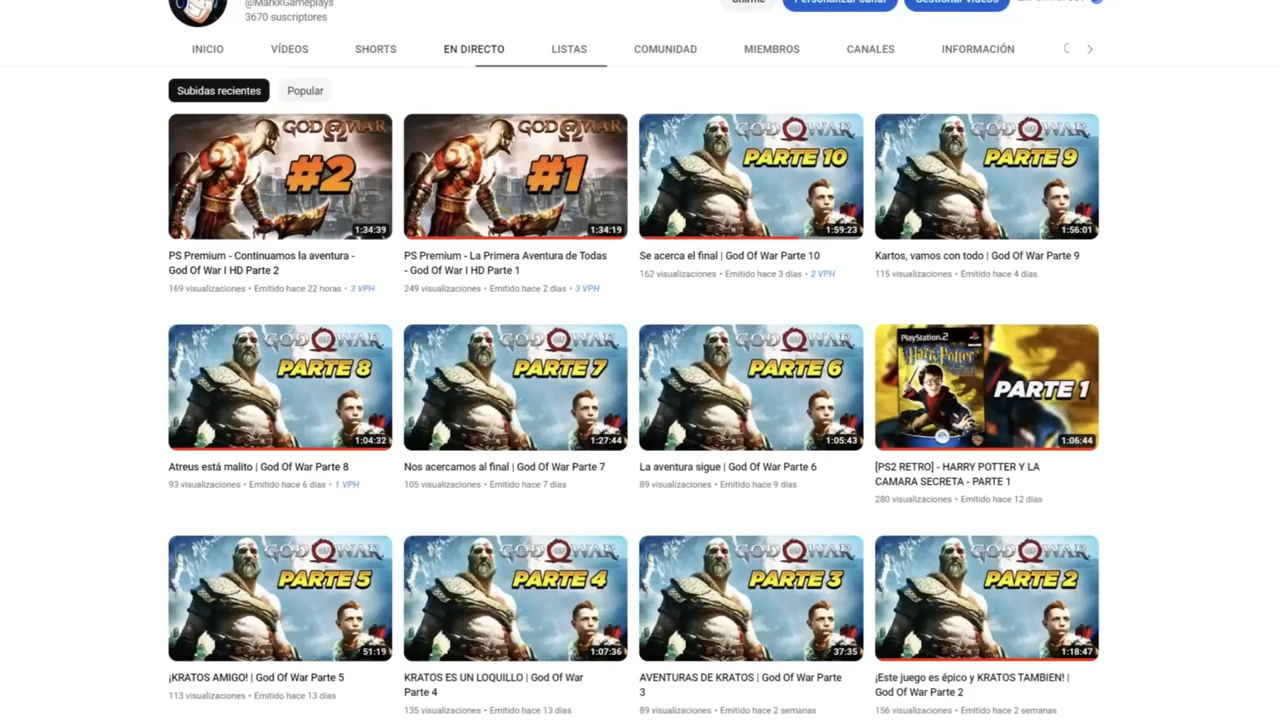 @MarkkGameplays
3670 suscriptores
Unirme
Personalizar canal
Gestionar vídeos
INICIO VÍDEOS SHORTS EN DIRECTO LISTAS COMUNIDAD MIEMBROS CANALES INFORMACIÓN
Subidas recientes Popular
GOD OF WAR
#2
1:34:39
GOD OF WAR
#1
1:34:19
GOD OF WAR
PARTE 10
1:59:23
GOD OF WAR
PARTE 9
1:56:01
PS Premium - Continuamos la aventura -
God Of War I HD Parte 2
169 visualizaciones • Emitido hace 22 horas • 3 VPH
PS Premium - La Primera Aventura de Todas
- God Of War I HD Parte 1
249 visualizaciones • Emitido hace 2 días • 3 VPH
Se acerca el final | God Of War Parte 10
162 visualizaciones • Emitido hace 3 días • 2 VPH
Kartos, vamos con todo | God Of War Parte 9
115 visualizaciones • Emitido hace 4 días
GOD OF WAR
PARTE 8
1:04:32
GOD OF WAR
PARTE 7
1:27:44
GOD OF WAR
PARTE 6
1:05:43
PlayStation.2
Harry Potter
PARTE 1
1:06:44
Atreus está malito | God Of War Parte 8
93 visualizaciones • Emitido hace 6 días • 1 VPH
Nos acercamos al final | God Of War Parte 7
105 visualizaciones • Emitido hace 7 días
La aventura sigue | God Of War Parte 6
89 visualizaciones • Emitido hace 9 días
[PS2 RETRO] - HARRY POTTER Y LA
CAMARA SECRETA - PARTE 1
280 visualizaciones • Emitido hace 12 días
GOD OF WAR
PARTE 5
51:19
GOD OF WAR
PARTE 4
1:07:36
GOD OF WAR
PARTE 3
37:35
GOD OF WAR
PARTE 2
1:18:47
¡KRATOS AMIGO! | God Of War Parte 5
113 visualizaciones • Emitido hace 13 días
KRATOS ES UN LOQUILLO | God Of War
Parte 4
135 visualizaciones • Emitido hace 13 días
AVENTURAS DE KRATOS | God Of War Parte
3
89 visualizaciones • Emitido hace 2 semanas
¡Este juego es épico y KRATOS TAMBIEN! |
God Of War Parte 2
156 visualizaciones • Emitido hace 2 semanas